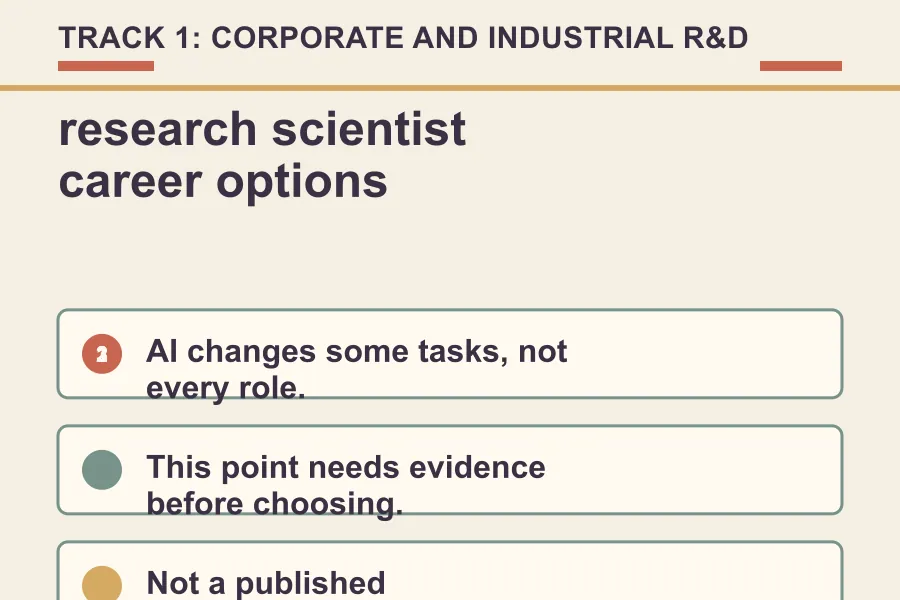 TRACK 1: CORPORATE AND INDUSTRIAL R&D
research scientist
career options
AI changes some tasks, not
every role.
This point needs evidence
before choosing.
Not a published